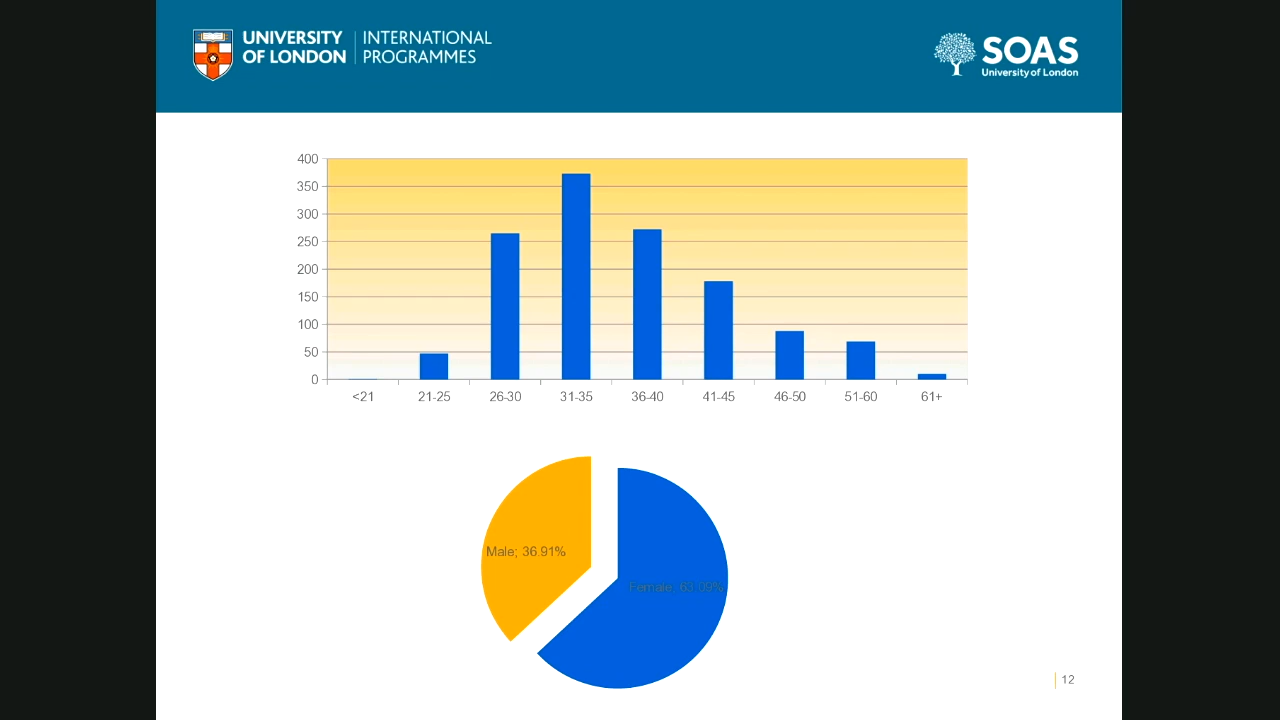 UNIVERSITY OF LONDON
INTERNATIONAL PROGRAMMES
SOAS
University of London
400
350
300
250
200
150
100
50
0
<21 21-25 26-30 31-35 36-40 41-45 46-50 51-60 61+
Male; 36.91%
Female; 63.09%
12